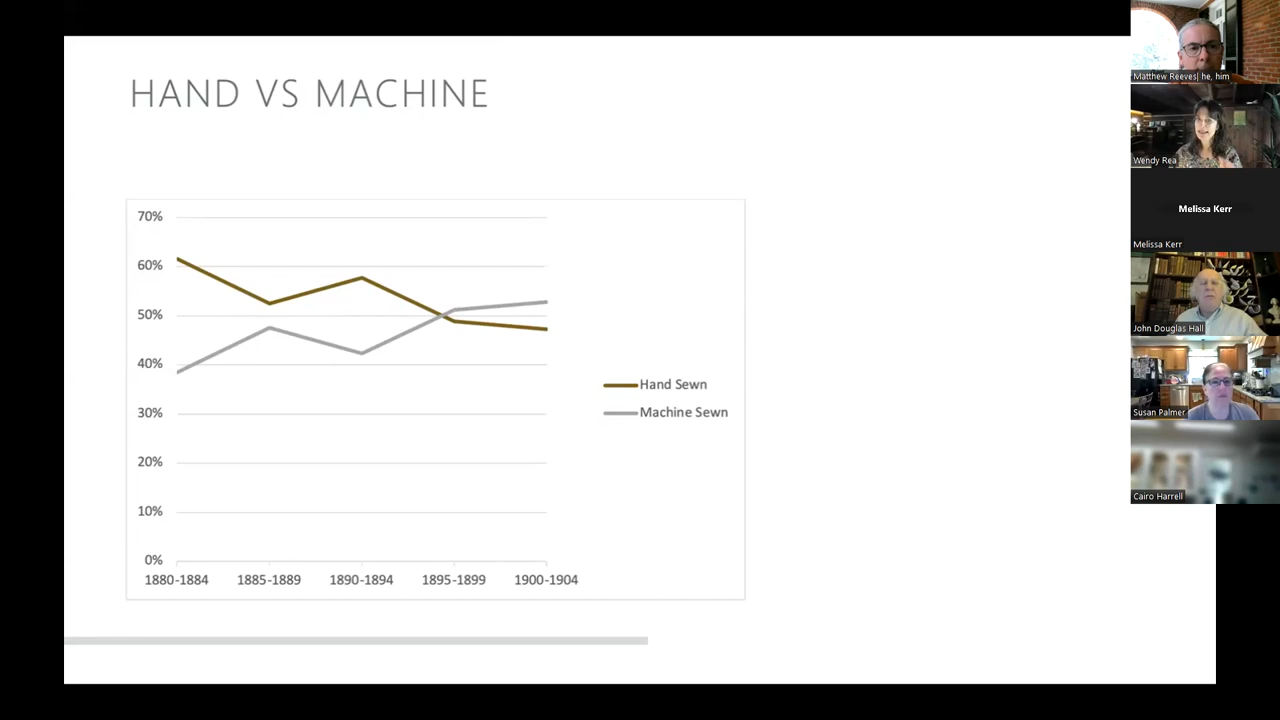 HAND VS MACHINE
70%
60%
50%
40%
30%
20%
10%
0%
1880-1884 1885-1889 1890-1894 1895-1899 1900-1904
Hand Sewn
Machine Sewn
Matthew Reeves| he, him
Wendy Rea
Melissa Kerr
Melissa Kerr
John Douglas Hall
Susan Palmer
Cairo Harrell